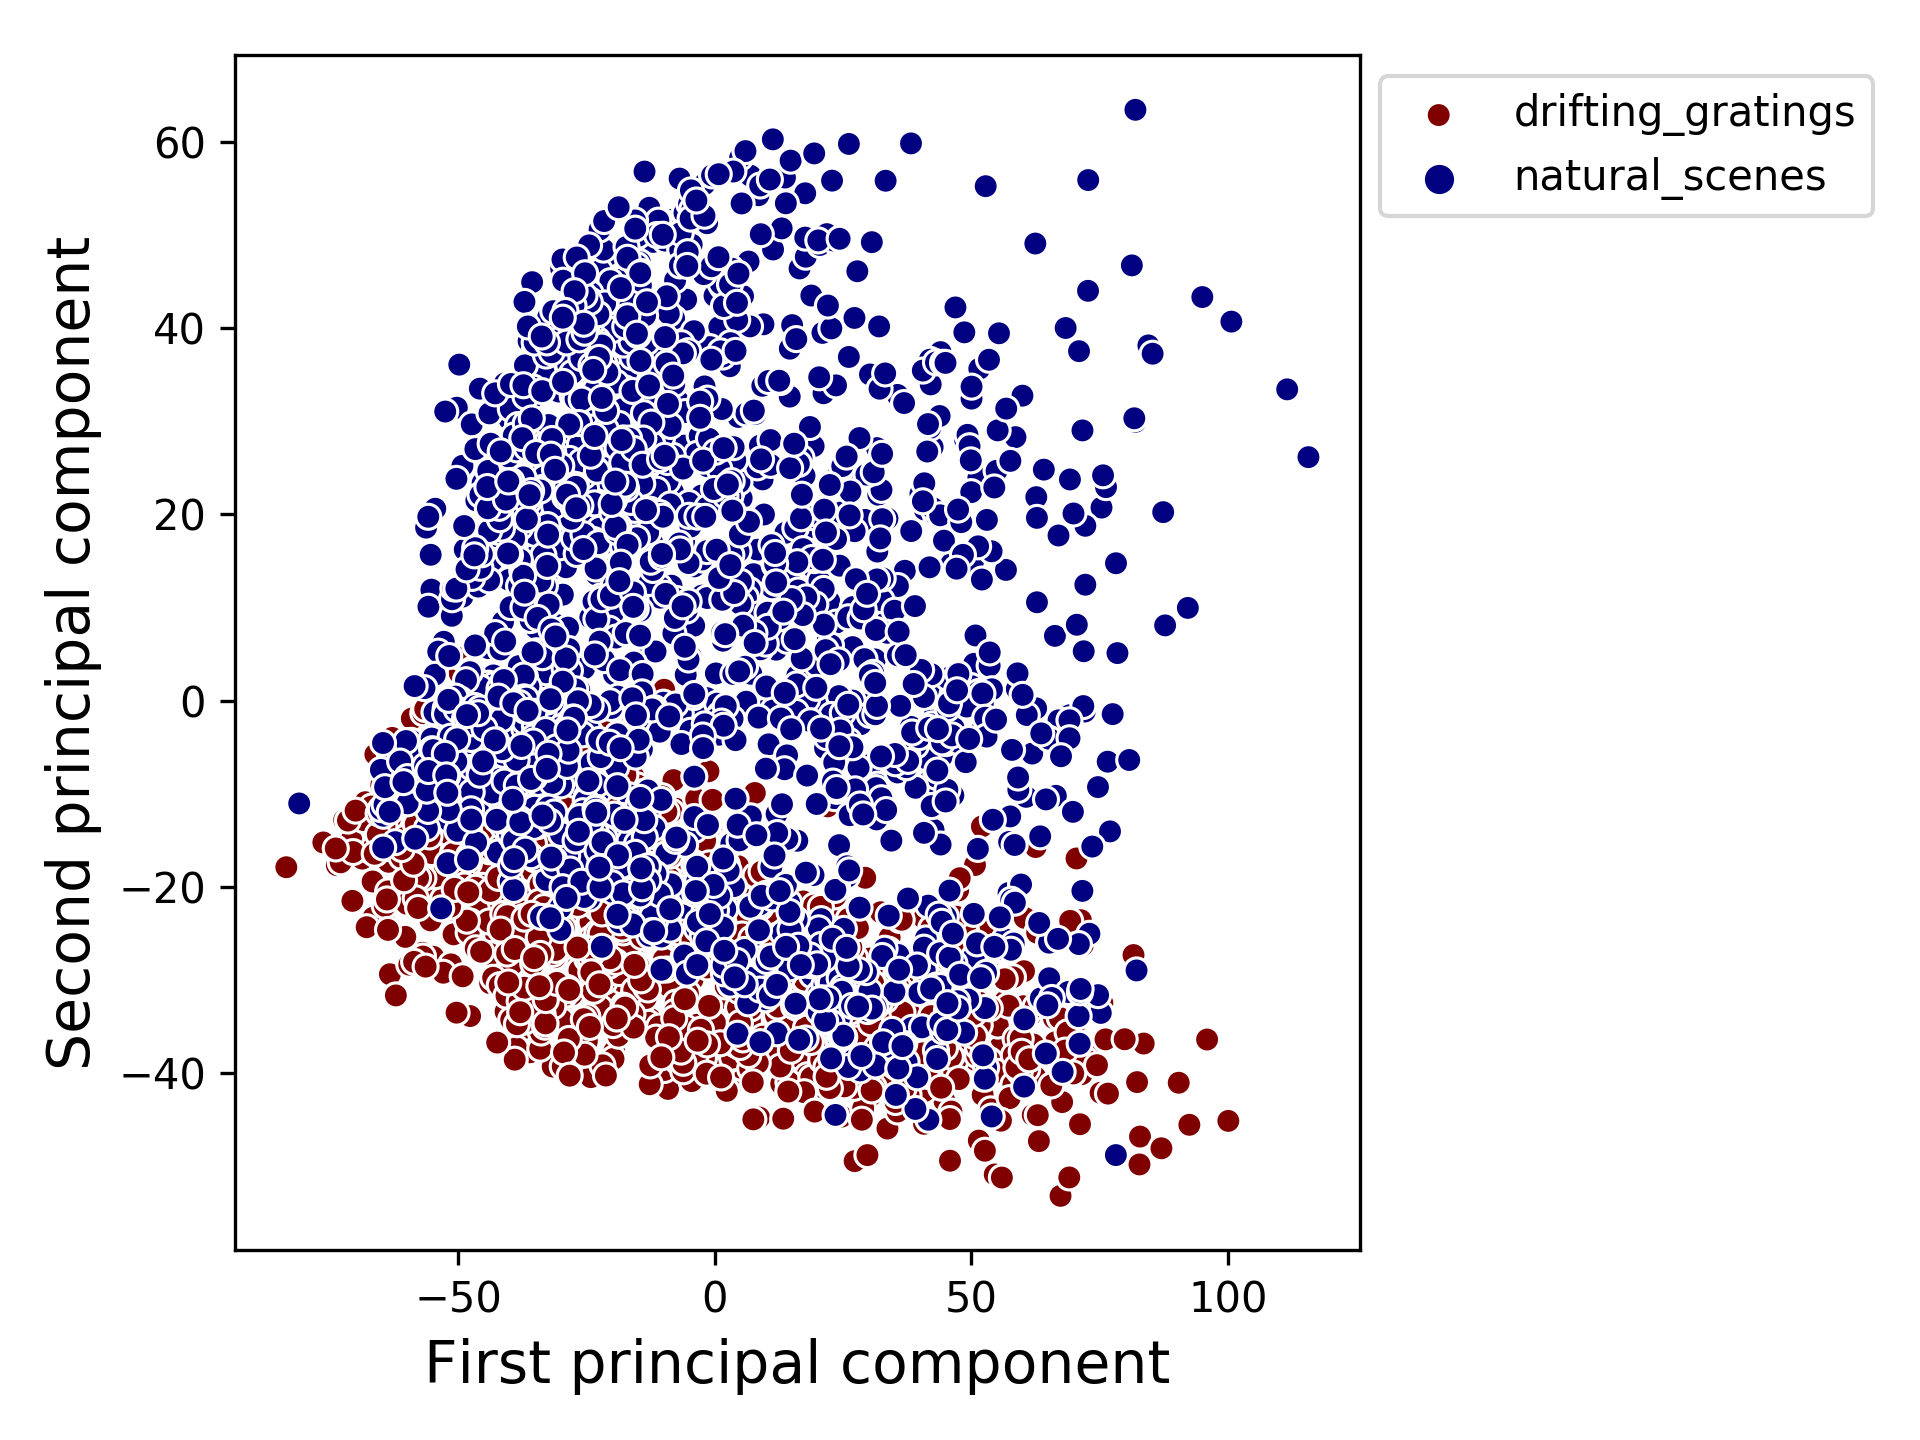 drifting_gratings
natural_scenes
60
40
20
0
−20
−40
−50
0
50
100
First principal component
Second principal component